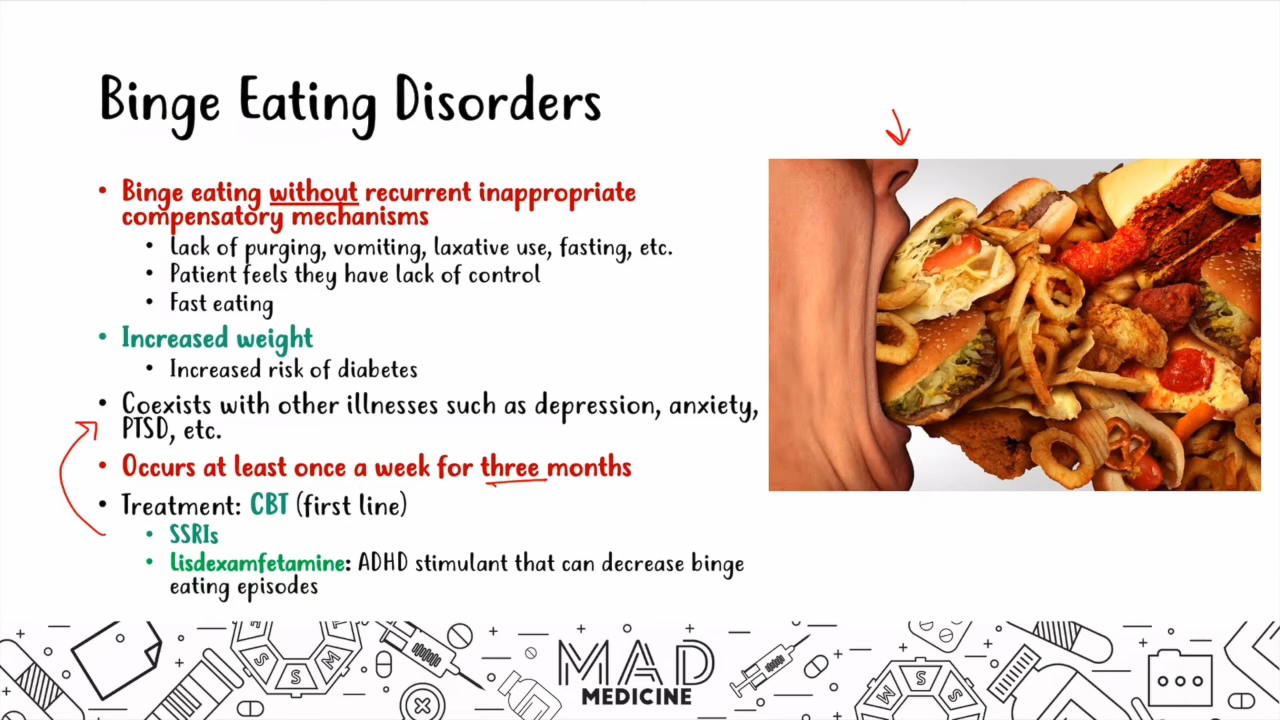 Binge Eating Disorders
• Binge eating without recurrent inappropriate
compensatory mechanisms
• Lack of purging, vomiting, laxative use, fasting, etc.
• Patient feels they have lack of control
• Fast eating
• Increased weight
• Increased risk of diabetes
• Coexists with other illnesses such as depression, anxiety,
PTSD, etc.
• Occurs at least once a week for three months
• Treatment: CBT (first line)
• SSRIs
• Lisdexamfetamine: ADHD stimulant that can decrease binge
eating episodes
MAD
MEDICINE